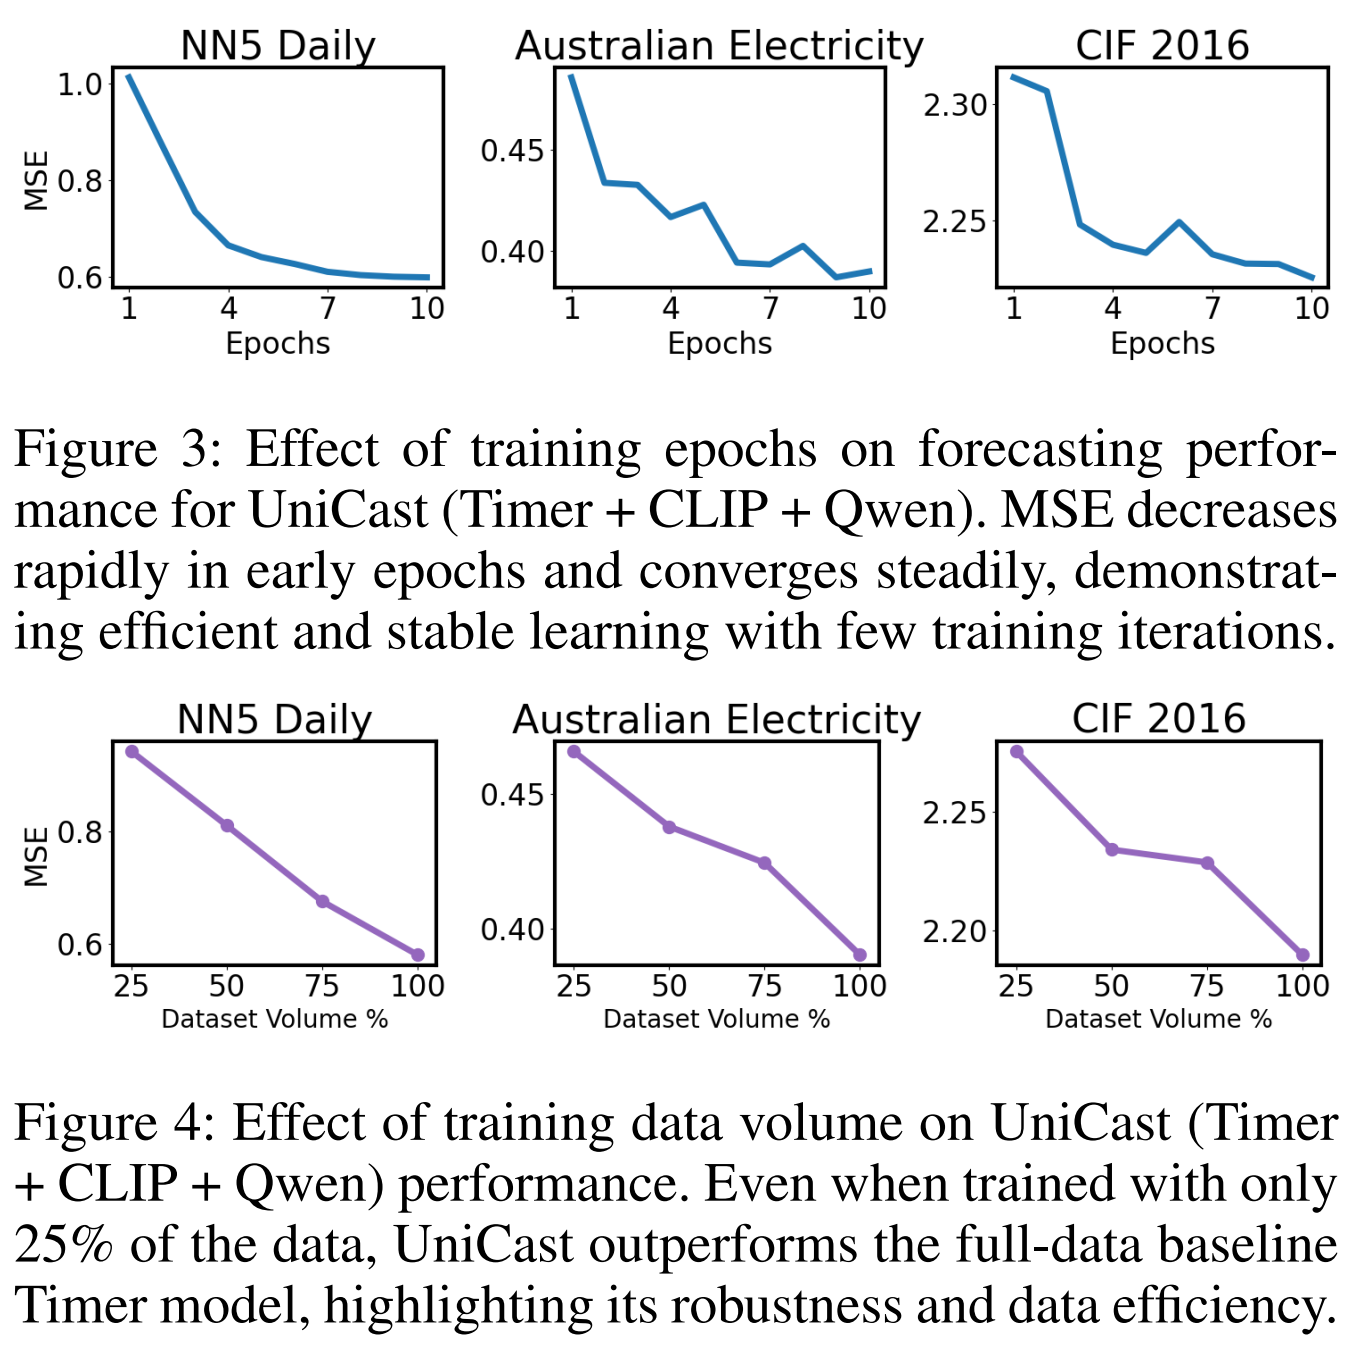 NN5 Daily Australian Electricity CIF 2016
MSE
1.0
0.8
0.6
1 4 7 10
Epochs
0.45
0.40
1 4 7 10
Epochs
2.30
2.25
1 4 7 10
Epochs
Figure 3: Effect of training epochs on forecasting perfor-
mance for UniCast (Timer + CLIP + Qwen). MSE decreases
rapidly in early epochs and converges steadily, demonstrat-
ing efficient and stable learning with few training iterations.
NN5 Daily Australian Electricity CIF 2016
MSE
0.8
0.6
25 50 75 100
Dataset Volume %
0.45
0.40
25 50 75 100
Dataset Volume %
2.25
2.20
25 50 75 100
Dataset Volume %
Figure 4: Effect of training data volume on UniCast (Timer
+ CLIP + Qwen) performance. Even when trained with only
25% of the data, UniCast outperforms the full-data baseline
Timer model, highlighting its robustness and data efficiency.